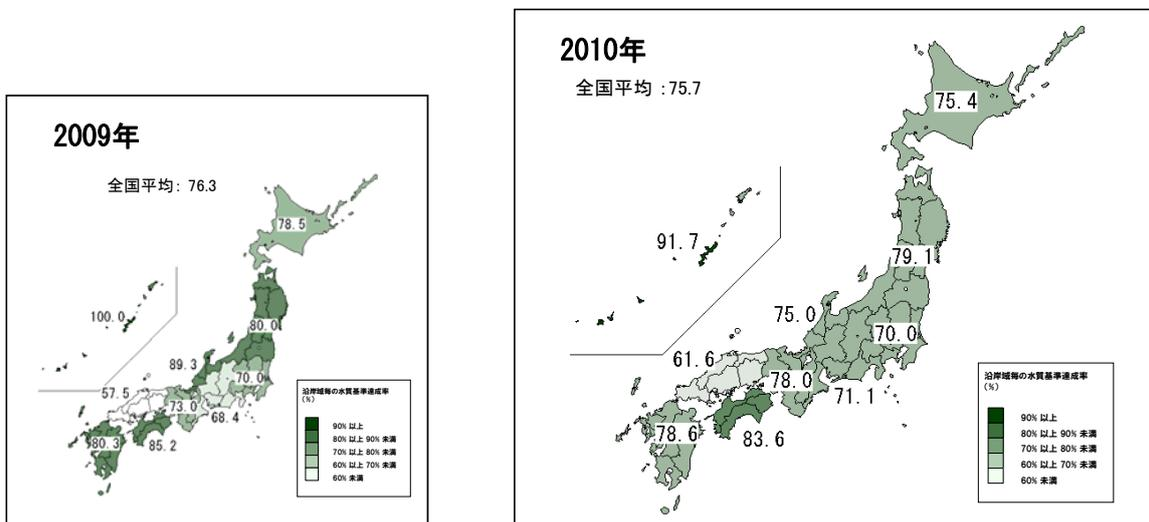 2009年
全国平均： 76.3
78.5
100.0
80.0
89.3
70.0
57.5
73.0
68.4
80.3
85.2
沿岸域毎の水質基準達成率
(%)
90% 以上
80% 以上 90% 未満
70% 以上 80% 未満
60% 以上 70% 未満
60% 未満
2010年
全国平均 ：75.7
75.4
91.7
79.1
75.0
70.0
61.6
78.0
71.1
78.6
83.6
沿岸域毎の水質基準達成率
(%)
90% 以上
80% 以上 90% 未満
70% 以上 80% 未満
60% 以上 70% 未満
60% 未満